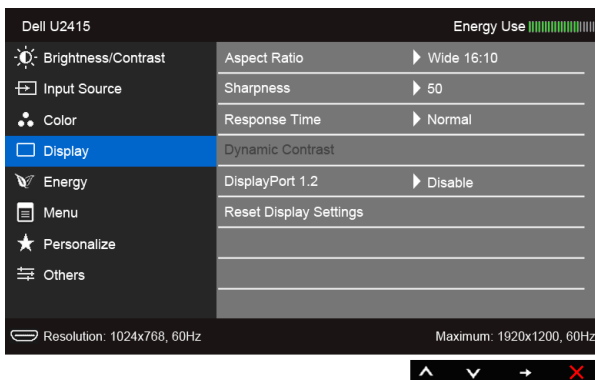 Dell U2415 Energy Use
Brightness/Contrast Aspect Ratio Wide 16:10
Input Source Sharpness 50
Color Response Time Normal
Display Dynamic Contrast
Energy DisplayPort 1.2 Disable
Menu Reset Display Settings
Personalize
Others
Resolution: 1024x768, 60Hz Maximum: 1920x1200, 60Hz